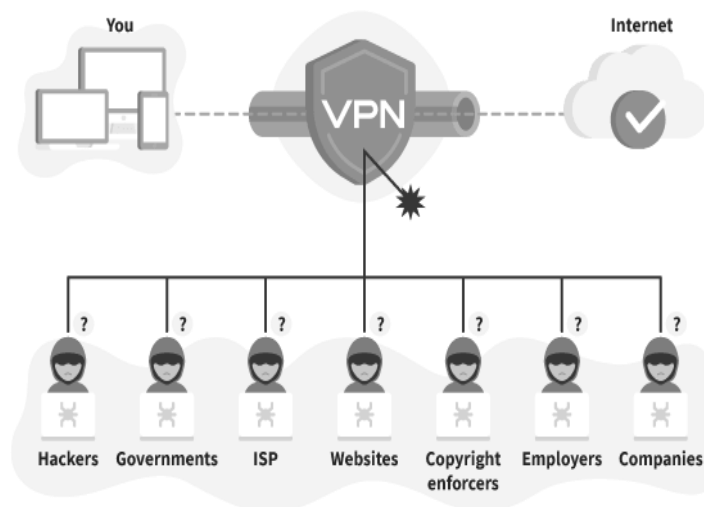 You
Internet
VPN
? ? ? ? ? ? ?
Hackers Governments ISP Websites Copyright Employers Companies
enforcers